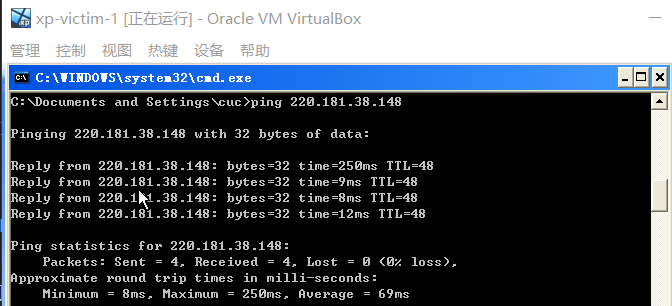 xp-victim-1 [正在运行] - Oracle VM VirtualBox
管理 控制 视图 热键 设备 帮助
C:\WINDOWS\system32\cmd.exe
C:\Documents and Settings\cuc>ping 220.181.38.148
Pinging 220.181.38.148 with 32 bytes of data:
Reply from 220.181.38.148: bytes=32 time=250ms TTL=48
Reply from 220.181.38.148: bytes=32 time=9ms TTL=48
Reply from 220.181.38.148: bytes=32 time=8ms TTL=48
Reply from 220.181.38.148: bytes=32 time=12ms TTL=48
Ping statistics for 220.181.38.148:
Packets: Sent = 4, Received = 4, Lost = 0 (0% loss),
Approximate round trip times in milli-seconds:
Minimum = 8ms, Maximum = 250ms, Average = 69ms